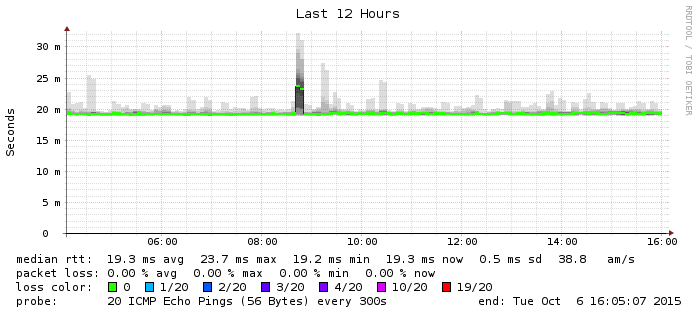 Last 12 Hours
RRDTOOL / TOBI OETIKER
Seconds
30 m
25 m
20 m
15 m
10 m
5 m
0
06:00 08:00 10:00 12:00 14:00 16:00
median rtt: 19.3 ms avg 23.7 ms max 19.2 ms min 19.3 ms now 0.5 ms sd 38.8 am/s
packet loss: 0.00 % avg 0.00 % max 0.00 % min 0.00 % now
loss color: 0 1/20 2/20 3/20 4/20 10/20 19/20
probe: 20 ICMP Echo Pings (56 Bytes) every 300s end: Tue Oct 6 16:05:07 2015